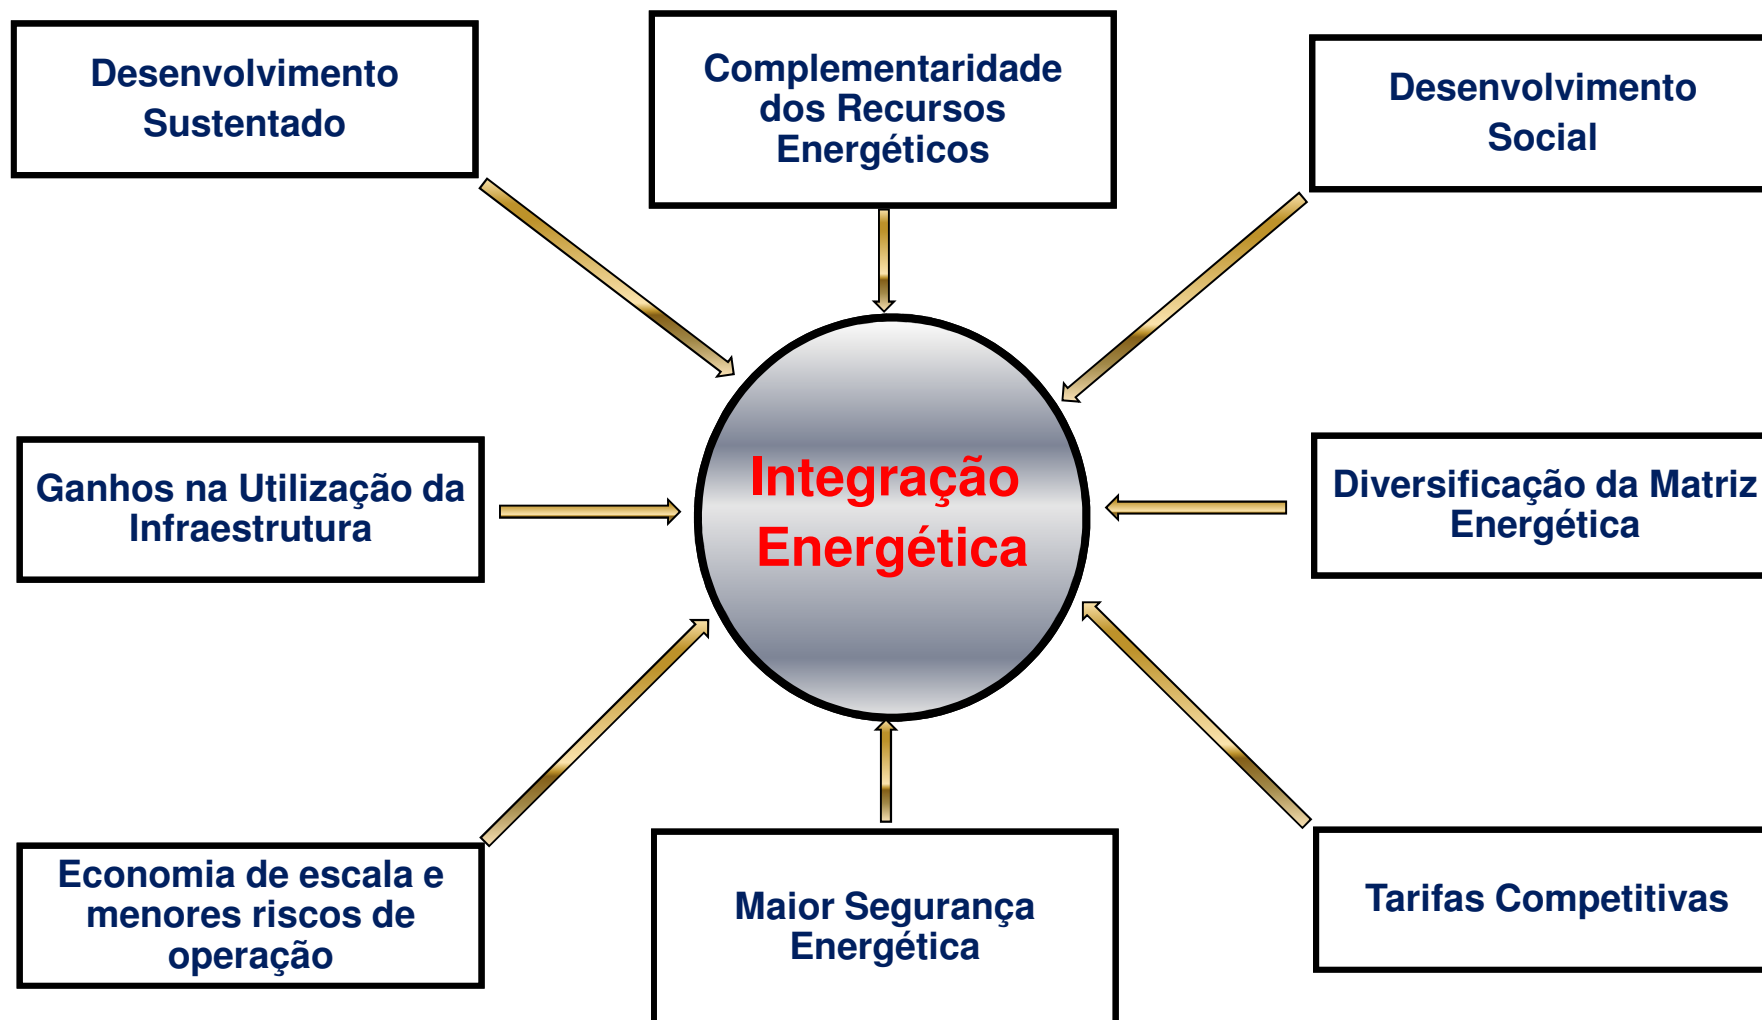 Desenvolvimento
Sustentado
Complementaridade
dos Recursos
Energéticos
Desenvolvimento
Social
Ganhos na Utilização da
Infraestrutura
Integração
Energética
Diversificação da Matriz
Energética
Economia de escala e
menores riscos de
operação
Maior Segurança
Energética
Tarifas Competitivas